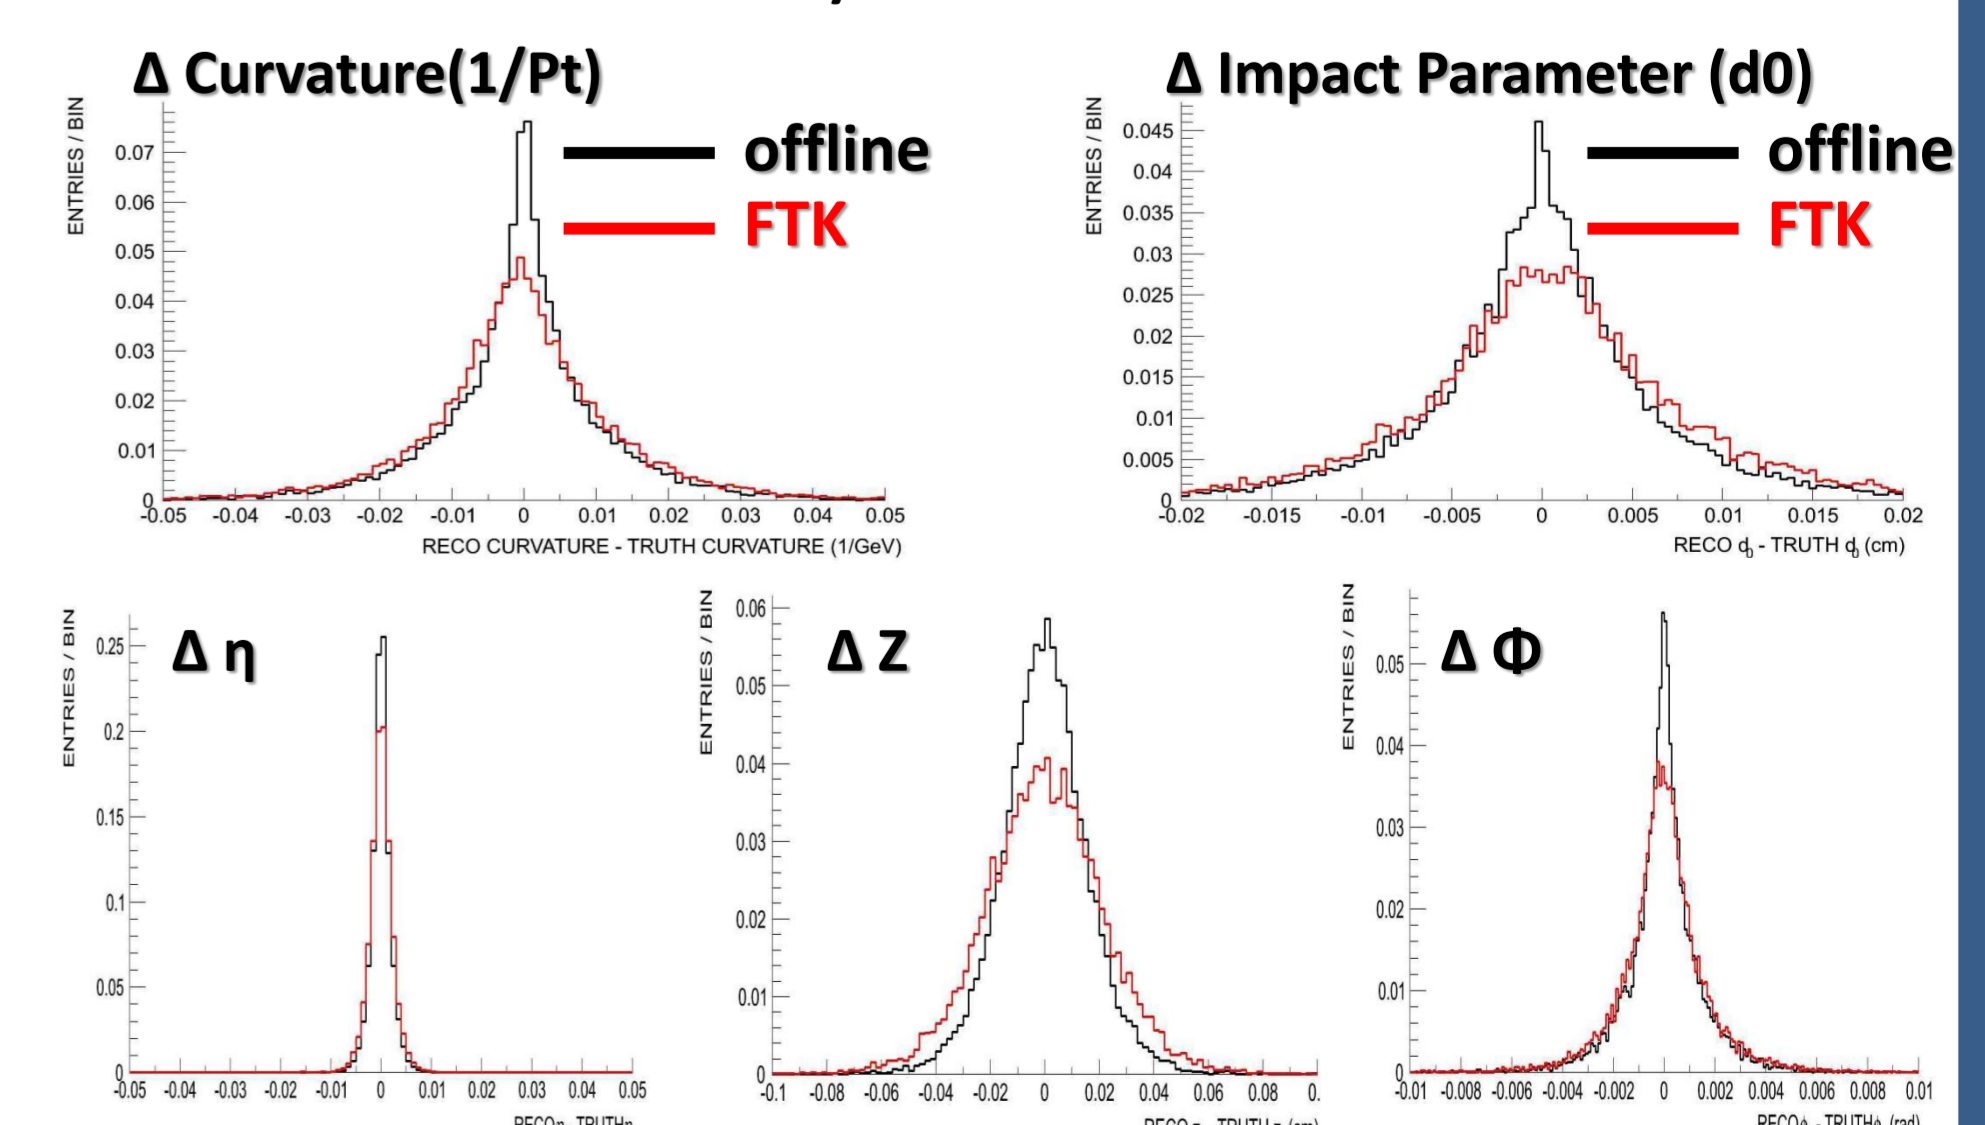 Δ Curvature(1/Pt)
ENTRIES / BIN
0.07
0.06
0.05
0.04
0.03
0.02
0.01
0
offline
FTK
-0.05 -0.04 -0.03 -0.02 -0.01 0 0.01 0.02 0.03 0.04 0.05
RECO CURVATURE - TRUTH CURVATURE (1/GeV)
Δ Impact Parameter (d0)
ENTRIES / BIN
0.045
0.04
0.035
0.03
0.025
0.02
0.015
0.01
0.005
0
offline
FTK
-0.02 -0.015 -0.01 -0.005 0 0.005 0.01 0.015 0.02
RECO d0 - TRUTH d0 (cm)
Δ η
ENTRIES / BIN
0.25
0.2
0.15
0.1
0.05
0
-0.05 -0.04 -0.03 -0.02 -0.01 0 0.01 0.02 0.03 0.04 0.05
RECO η - TRUTH η
Δ Z
ENTRIES / BIN
0.06
0.05
0.04
0.03
0.02
0.01
0
-0.1 -0.08 -0.06 -0.04 -0.02 0 0.02 0.04 0.06 0.08 0.
Δ Φ
ENTRIES / BIN
0.05
0.04
0.03
0.02
0.01
0
-0.01 -0.008 -0.006 -0.004 -0.002 0 0.002 0.004 0.006 0.008 0.01